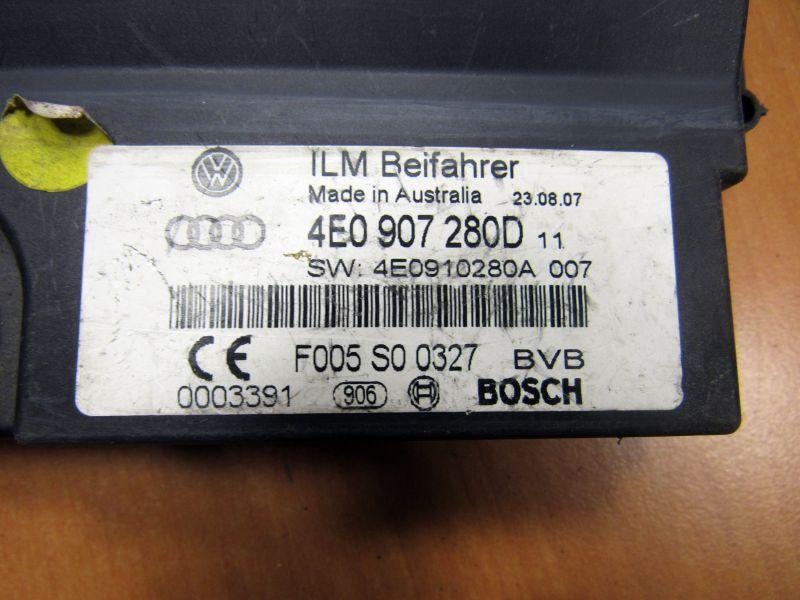 ILM Beifahrer
Made in Australia 23.08.07
4E0 907 280D 11
SW: 4E0910280A 007
CE F005 S0 0327 BVB
0003391 906 BOSCH